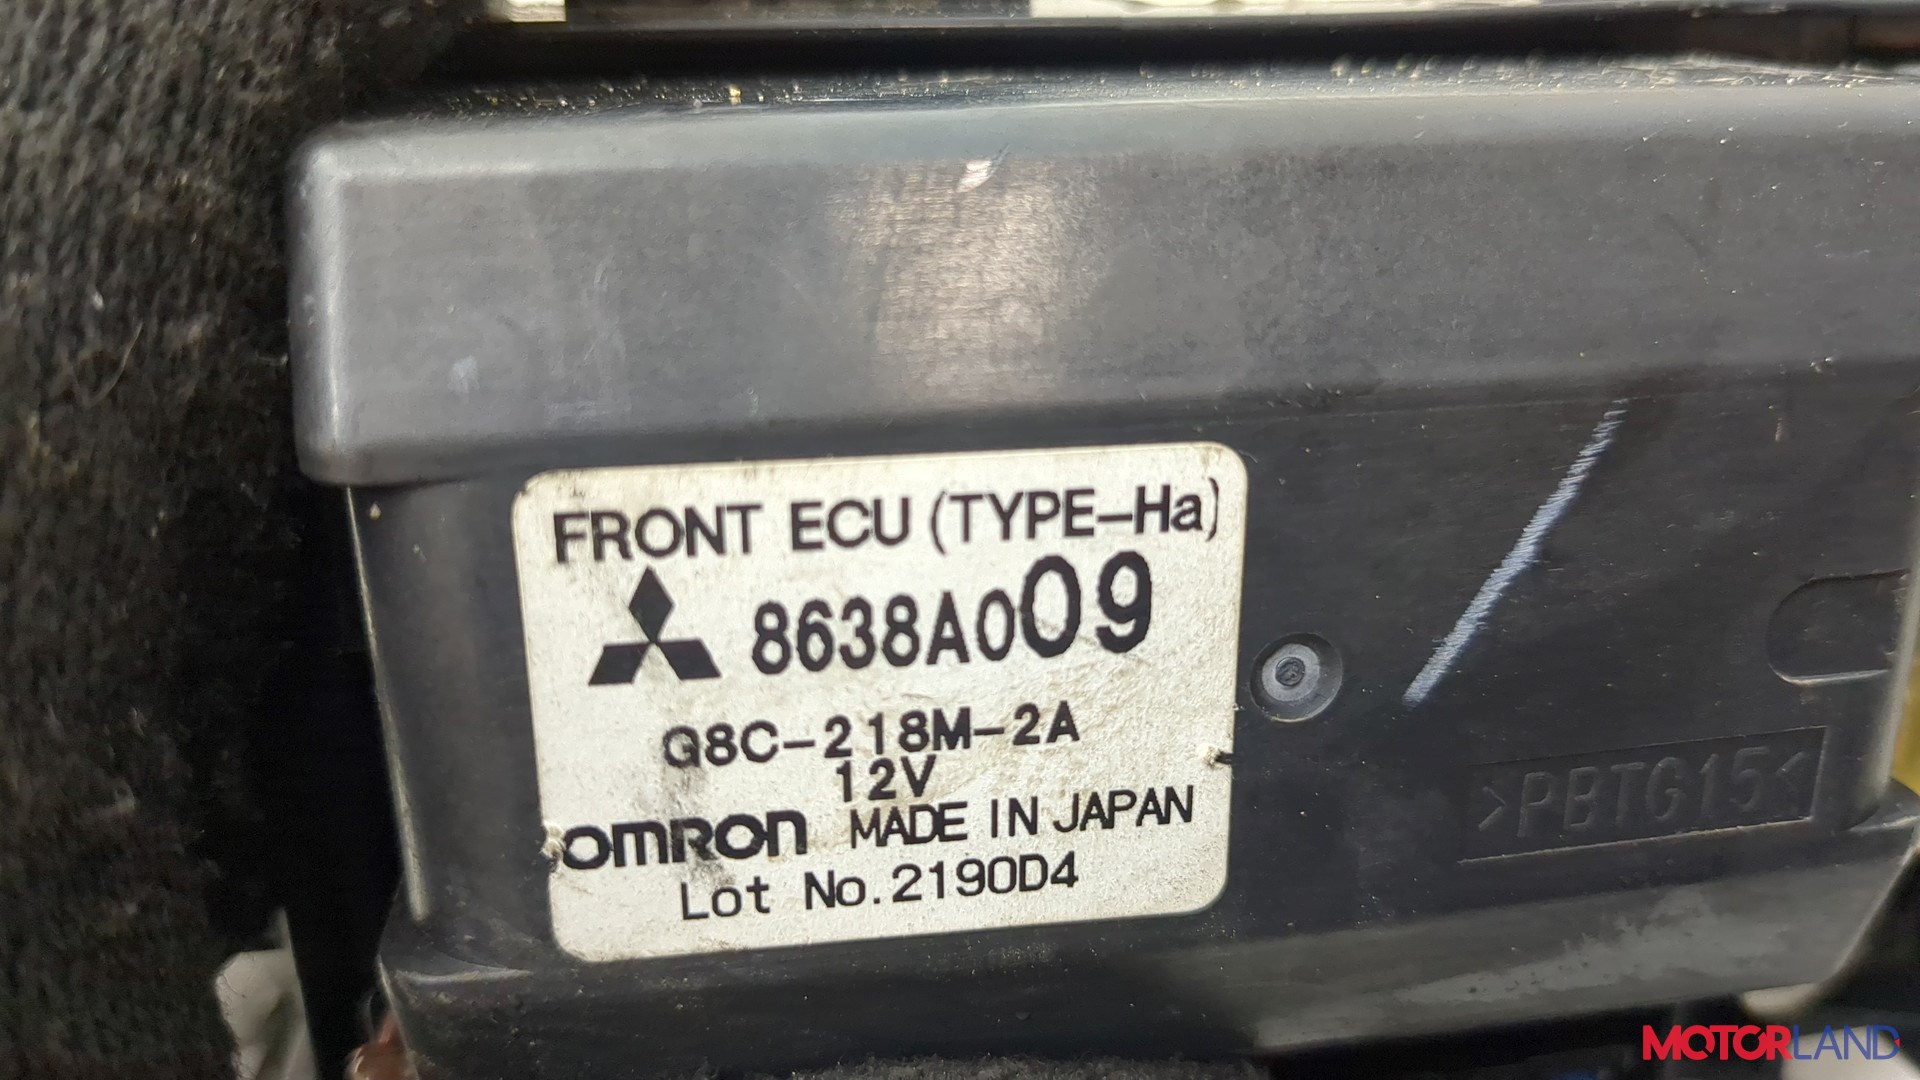 FRONT ECU (TYPE-Ha)
8638A009
G8C-218M-2A
12V
OMRON MADE IN JAPAN
Lot No.2190D4
>PBTG15<
MOTORLAND